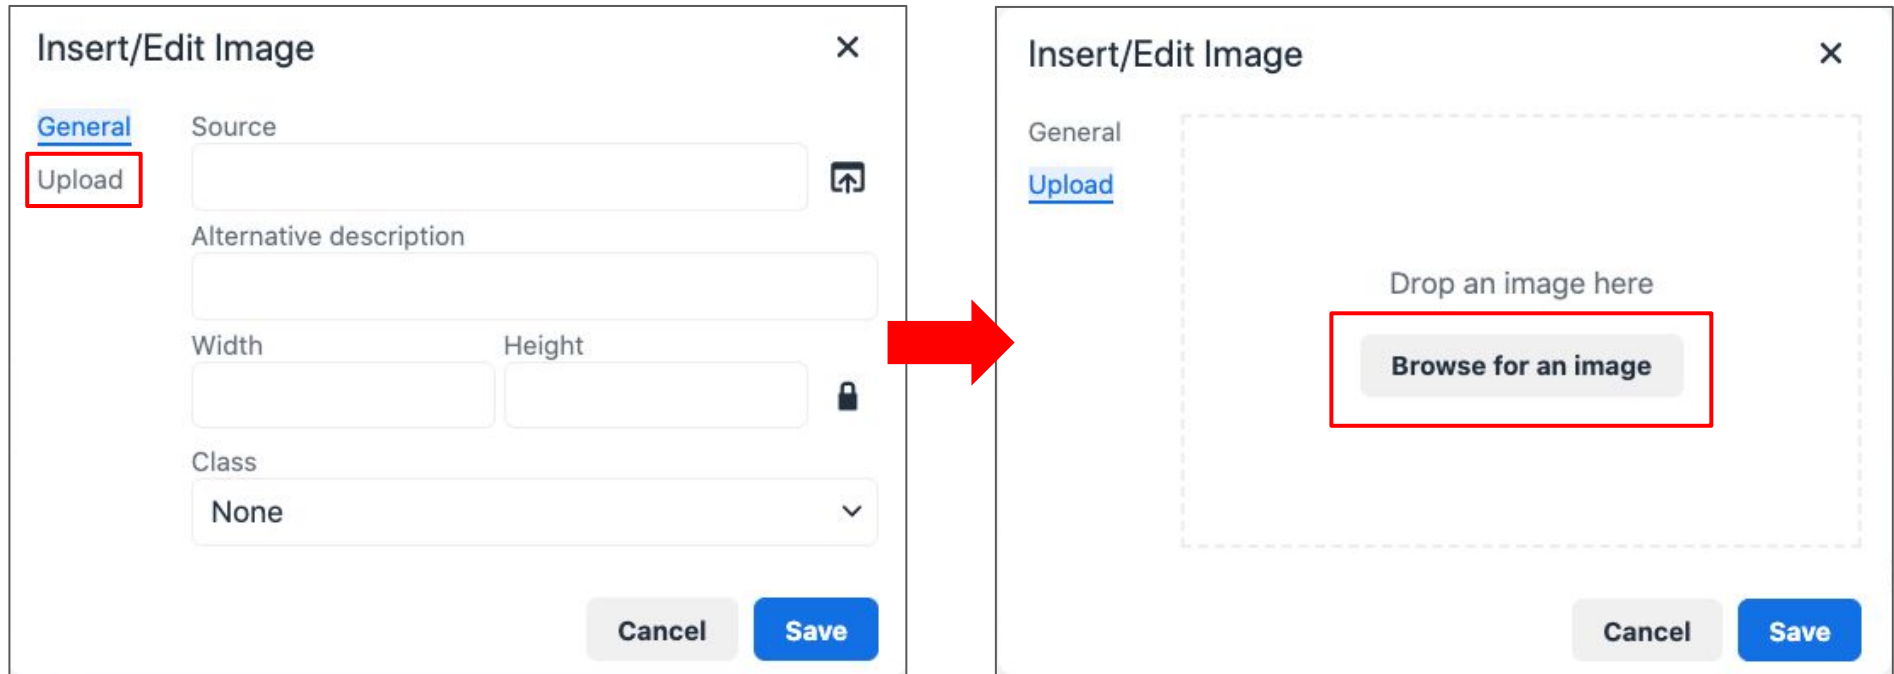 Insert/Edit Image
General
Upload
Source
Alternative description
Width
Height
Class
None
Cancel
Save
Insert/Edit Image
General
Upload
Drop an image here
Browse for an image
Cancel
Save